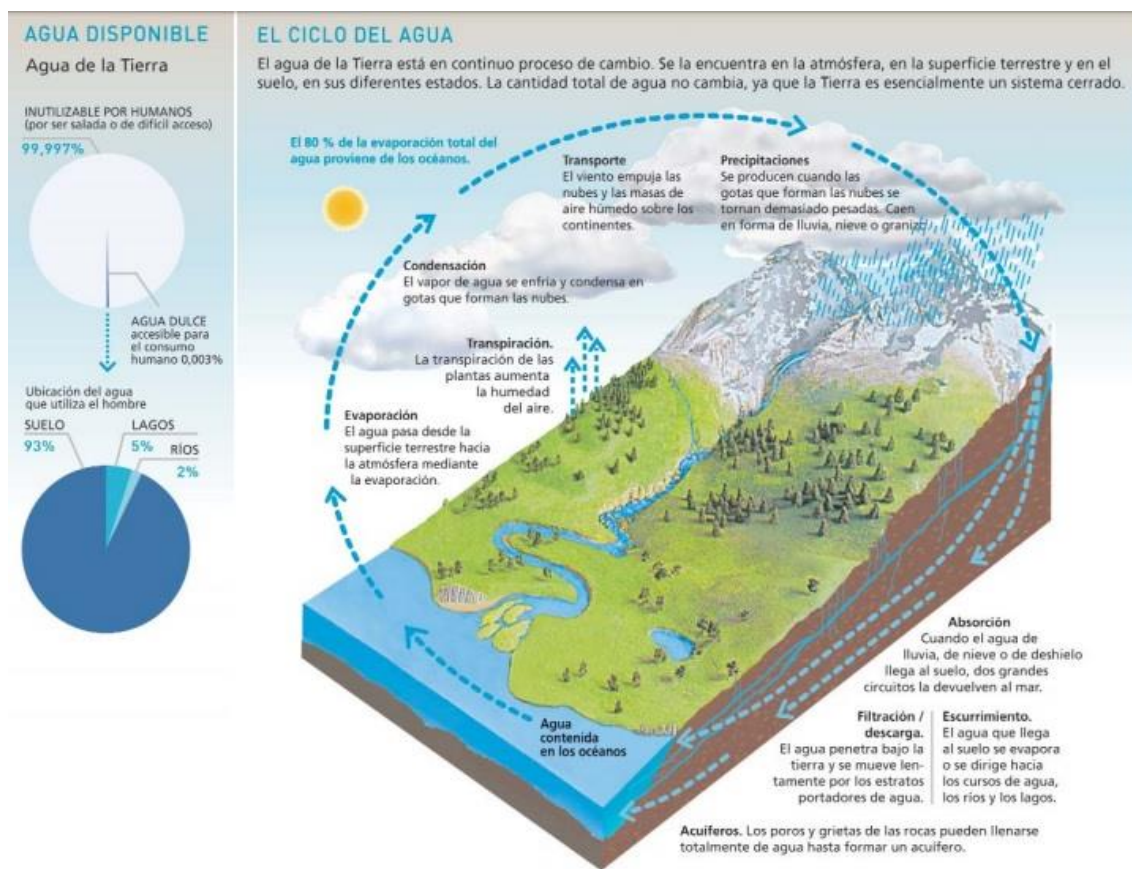 AGUA DISPONIBLE
Agua de la Tierra
INUTILIZABLE POR HUMANOS
(por ser salada o de difícil acceso)
99,997%
AGUA DULCE
accesible para
el consumo
humano 0,003%
Ubicación del agua
que utiliza el hombre
SUELO
93%
LAGOS
5%
RÍOS
2%
EL CICLO DEL AGUA
El agua de la Tierra está en continuo proceso de cambio. Se la encuentra en la atmósfera, en la superficie terrestre y en el
suelo, en sus diferentes estados. La cantidad total de agua no cambia, ya que la Tierra es esencialmente un sistema cerrado.
El 80 % de la evaporación total del
agua proviene de los océanos.
Transporte
El viento empuja las
nubes y las masas de
aire húmedo sobre los
continentes.
Precipitaciones
Se producen cuando las
gotas que forman las nubes se
tornan demasiado pesadas. Caen
en forma de lluvia, nieve o granizo
Condensación
El vapor de agua se enfría y condensa en
gotas que forman las nubes.
Transpiración.
La transpiración de las
plantas aumenta
la humedad
del aire.
Evaporación
El agua pasa desde la
superficie terrestre hacia
la atmósfera mediante
la evaporación.
Agua
contenida
en los océanos
Absorción
Cuando el agua de
lluvia, de nieve o de deshielo
llega al suelo, dos grandes
circuitos la devuelven al mar.
Filtración /
descarga.
El agua penetra bajo la
tierra y se mueve len-
tamente por los estratos
portadores de agua.
Escurrimiento.
El agua que llega
al suelo se evapora
o se dirige hacia
los cursos de agua,
los ríos y los lagos.
Acuíferos. Los poros y grietas de las rocas pueden llenarse
totalmente de agua hasta formar un acuífero.